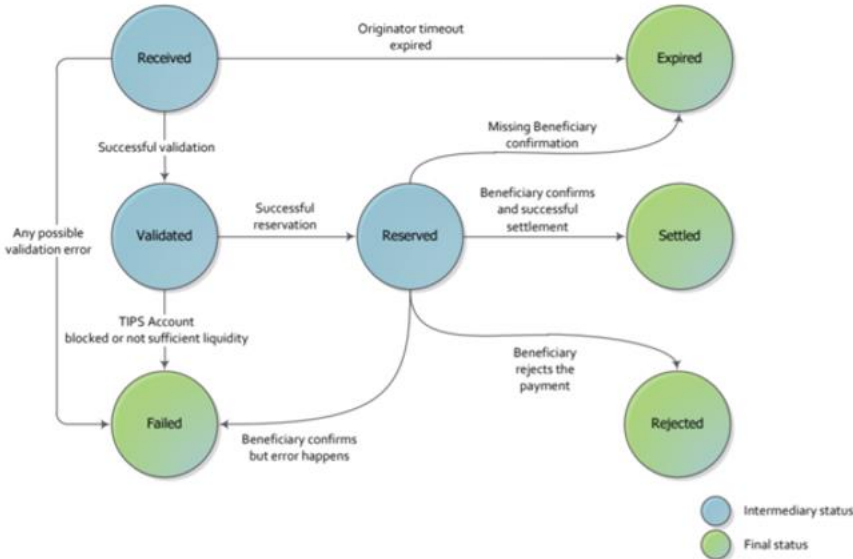 Originator timeout
expired
Received
Expired
Missing Beneficiary
confirmation
Successful validation
Any possible
validation error
Validated
Successful
reservation
Reserved
Beneficiary confirms
and successful
settlement
Settled
TIPS Account
blocked or not sufficient liquidity
Beneficiary
rejects the
payment
Failed
Beneficiary confirms
but error happens
Rejected
Intermediary status
Final status